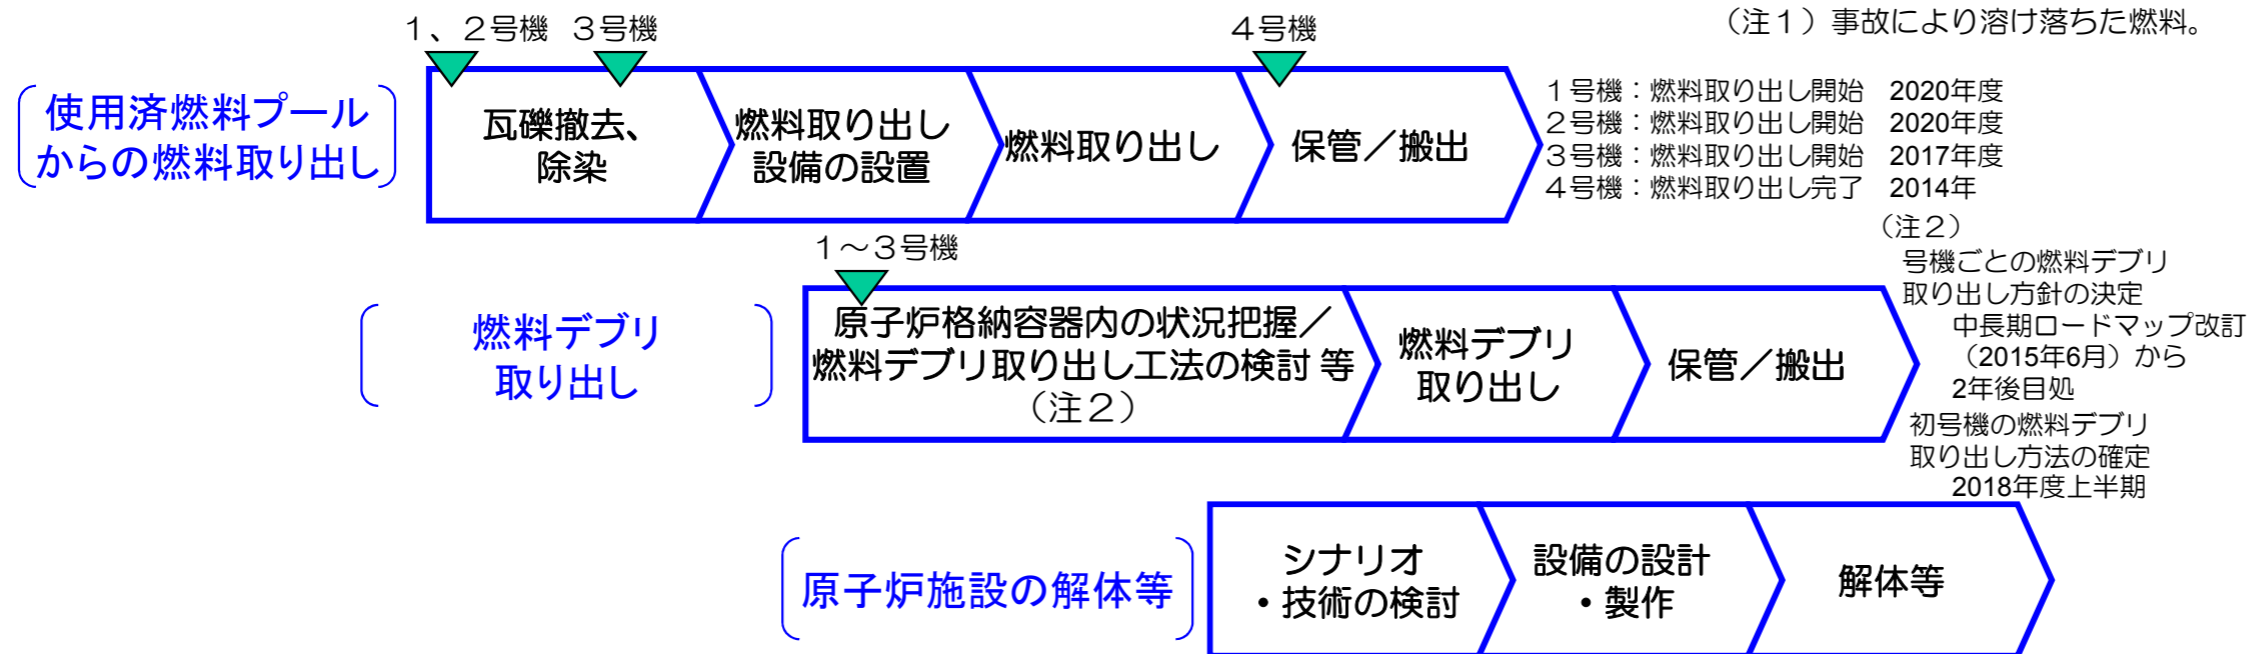 （注１）事故により溶け落ちた燃料。
１、２号機
３号機
４号機
使用済燃料プール
からの燃料取り出し
瓦礫撤去、
除染
燃料取り出し
設備の設置
燃料取り出し
保管／搬出
１号機：燃料取り出し開始 2020年度
２号機：燃料取り出し開始 2020年度
３号機：燃料取り出し開始 2017年度
４号機：燃料取り出し完了 2014年
１～３号機
燃料デブリ
取り出し
原子炉格納容器内の状況把握／
燃料デブリ取り出し工法の検討 等
（注２）
燃料デブリ
取り出し
保管／搬出
（注２）
号機ごとの燃料デブリ
取り出し方針の決定
中長期ロードマップ改訂
（2015年6月）から
2年後目処
初号機の燃料デブリ
取り出し方法の確定
2018年度上半期
原子炉施設の解体等
シナリオ
・技術の検討
設備の設計
・製作
解体等